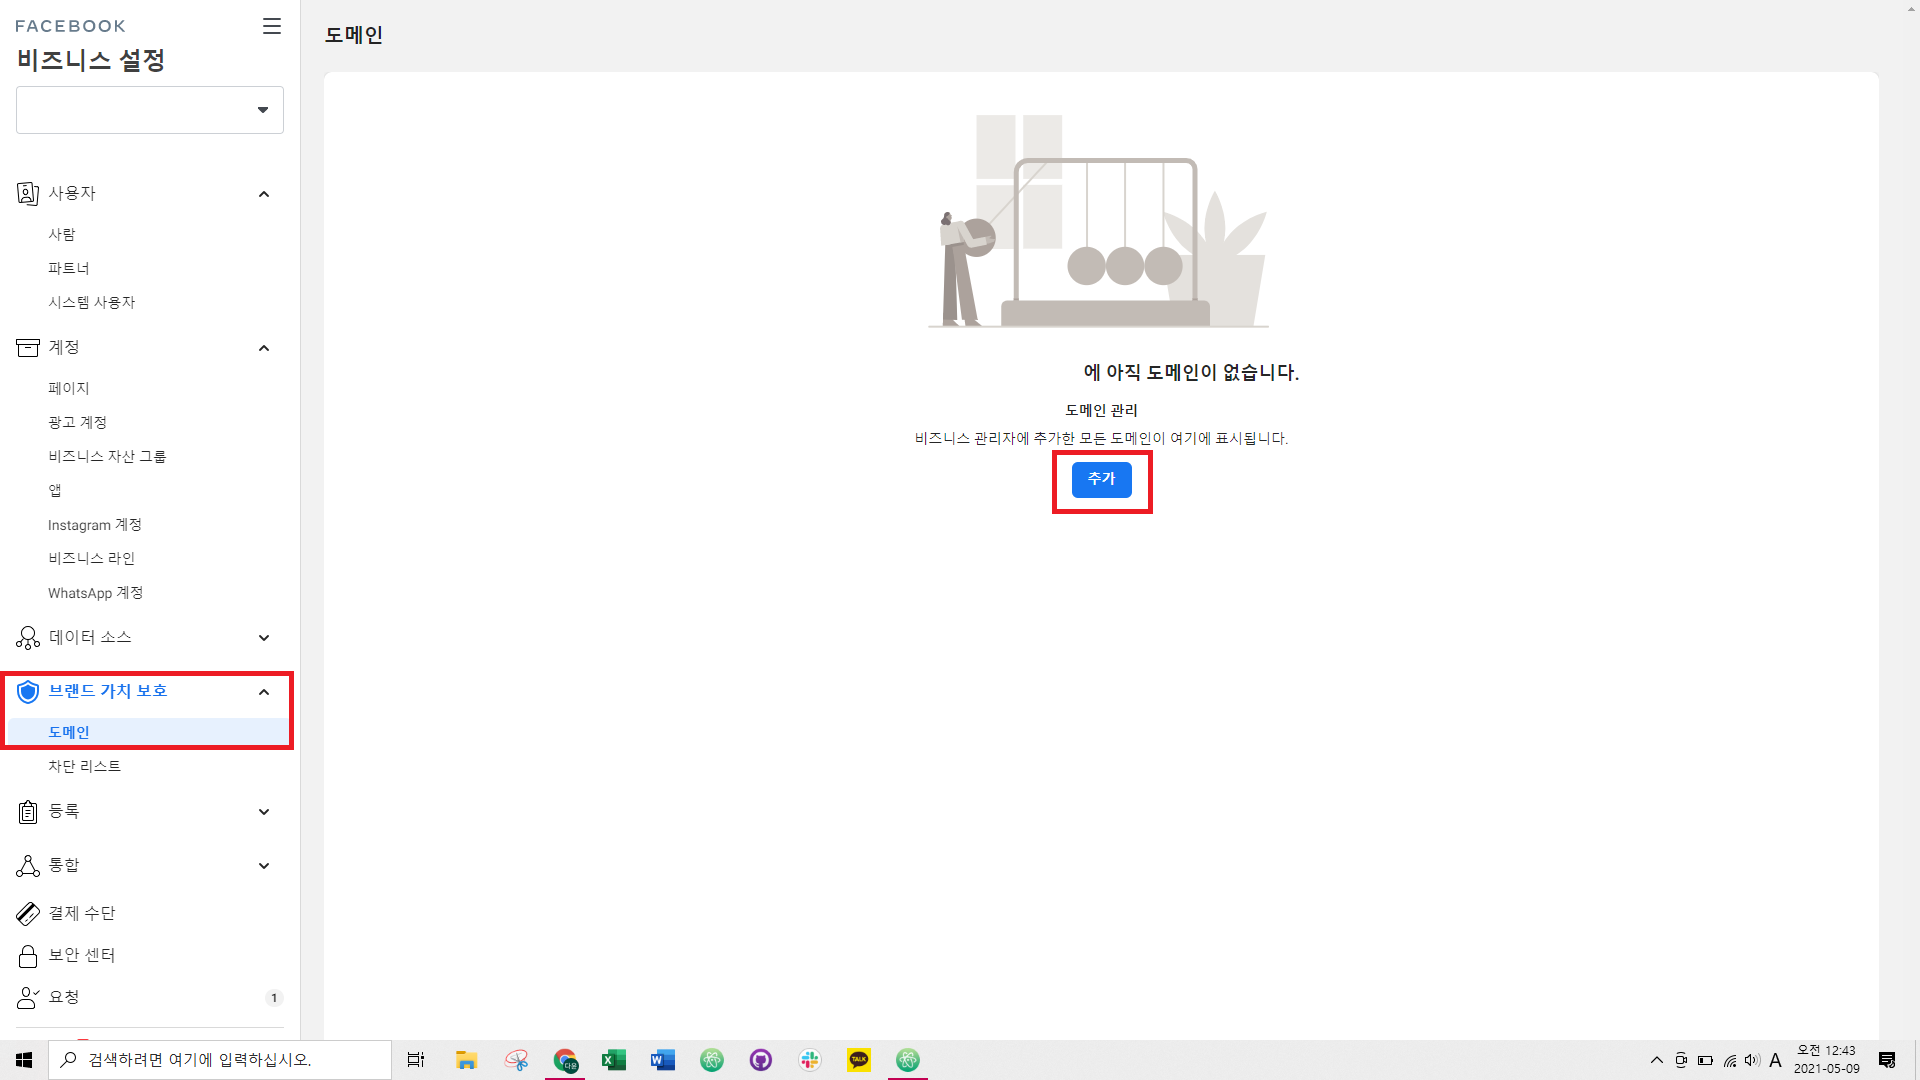 FACEBOOK
비즈니스 설정
사용자
사람
파트너
시스템 사용자
계정
페이지
광고 계정
비즈니스 자산 그룹
앱
Instagram 계정
비즈니스 라인
WhatsApp 계정
데이터 소스
브랜드 가치 보호
도메인
차단 리스트
등록
통합
결제 수단
보안 센터
요청
1
도메인
에 아직 도메인이 없습니다.
도메인 관리
비즈니스 관리자에 추가한 모든 도메인이 여기에 표시됩니다.
추가
검색하려면 여기에 입력하십시오.
다운
TALK
A
오전 12:43
2021-05-09